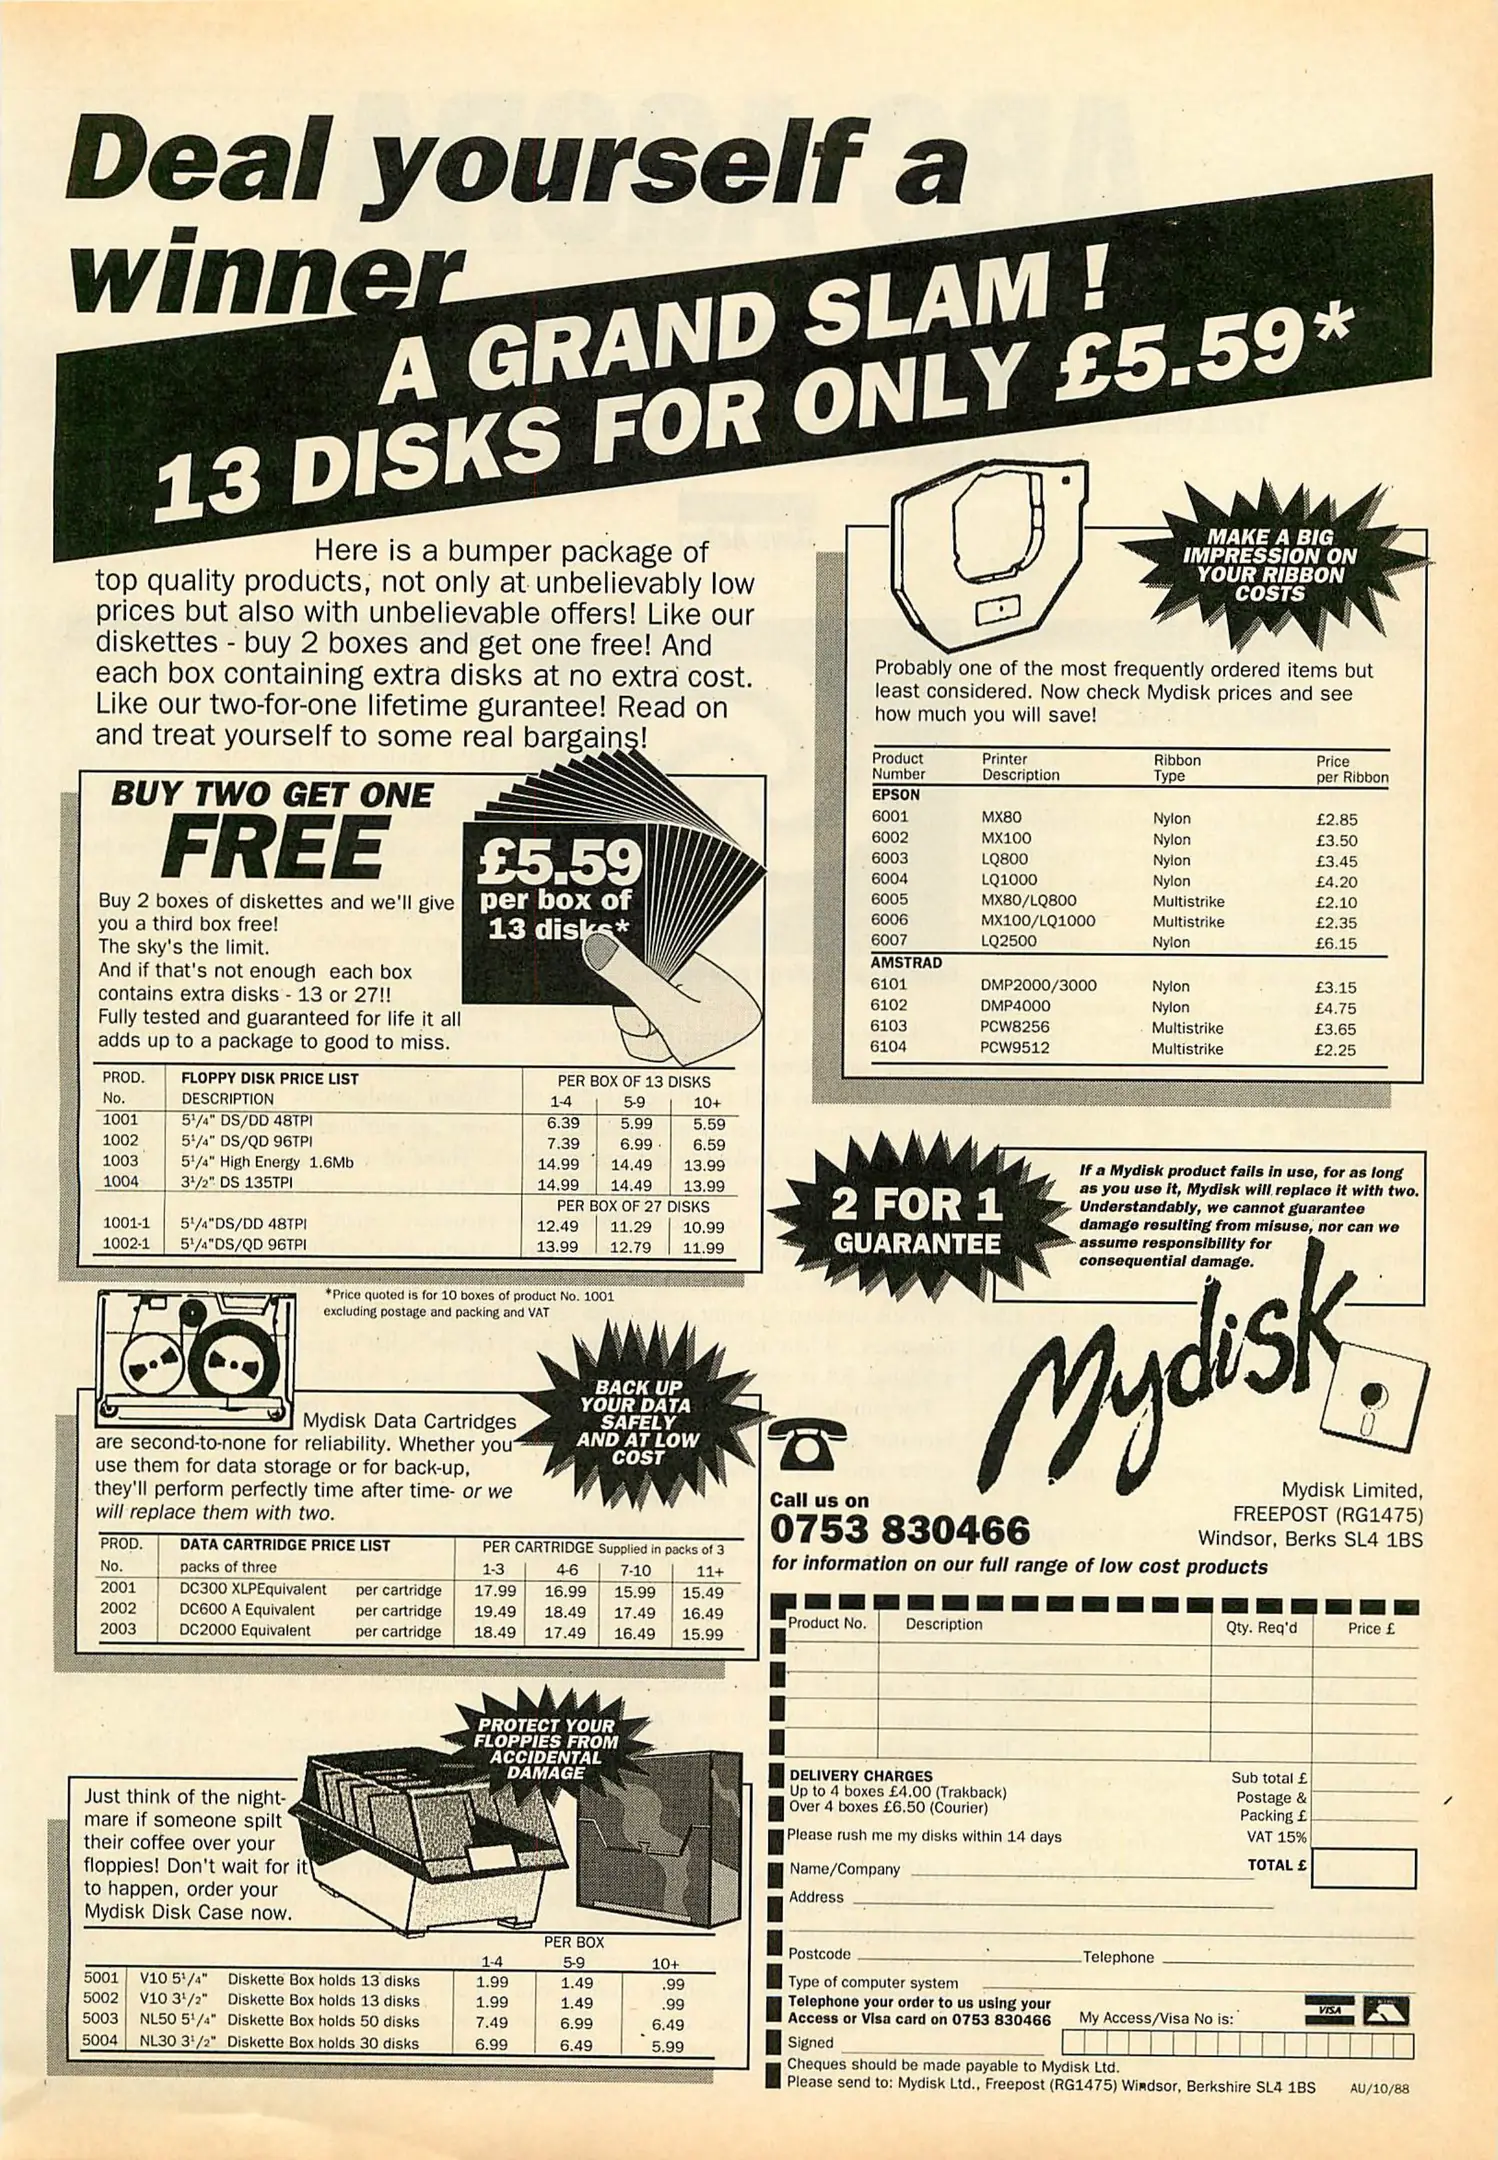 Deal yourself a
winner
A GRAND SLAM !
13 DISKS FOR ONLY £5.59*
Here is a bumper package of
top quality products, not only at unbelievably low
prices but also with unbelievable offers! Like our
diskettes - buy 2 boxes and get one free! And
each box containing extra disks at no extra cost.
Like our two-for-one lifetime gurantee! Read on
and treat yourself to some real bargains!
BUY TWO GET ONE
FREE
£5.59
per box of
13 disks*
Buy 2 boxes of diskettes and we'll give
you a third box free!
The sky's the limit.
And if that's not enough each box
contains extra disks - 13 or 27!!
Fully tested and guaranteed for life it all
adds up to a package to good to miss.
PROD. FLOPPY DISK PRICE LIST PER BOX OF 13 DISKS
No. DESCRIPTION 1-4 5-9 10+
1001 5¼" DS/DD 48TPI 6.39 5.99 5.59
1002 5¼" DS/QD 96TPI 7.39 6.99 6.59
1003 5¼" High Energy 1.6Mb 14.99 14.49 13.99
1004 3½" DS 135TPI 14.99 14.49 13.99
PER BOX OF 27 DISKS
1001-1 5¼"DS/DD 48TPI 12.49 11.29 10.99
1002-1 5¼"DS/QD 96TPI 13.99 12.79 11.99
*Price quoted is for 10 boxes of product No. 1001
excluding postage and packing and VAT
BACK UP
YOUR DATA
SAFELY
AND AT LOW
COST
Mydisk Data Cartridges
are second-to-none for reliability. Whether you
use them for data storage or for back-up,
they'll perform perfectly time after time- or we
will replace them with two.
PROD. DATA CARTRIDGE PRICE LIST PER CARTRIDGE Supplied in packs of 3
No. packs of three 1-3 4-6 7-10 11+
2001 DC300 XLPEquivalent per cartridge 17.99 16.99 15.99 15.49
2002 DC600 A Equivalent per cartridge 19.49 18.49 17.49 16.49
2003 DC2000 Equivalent per cartridge 18.49 17.49 16.49 15.99
PROTECT YOUR
FLOPPIES FROM
ACCIDENTAL
DAMAGE
Just think of the night-
mare if someone spilt
their coffee over your
floppies! Don't wait for it
to happen, order your
Mydisk Disk Case now.
PER BOX
1-4 5-9 10+
5001 V10 5¼" Diskette Box holds 13 disks 1.99 1.49 .99
5002 V10 3½" Diskette Box holds 13 disks 1.99 1.49 .99
5003 NL50 5¼" Diskette Box holds 50 disks 7.49 6.99 6.49
5004 NL30 3½" Diskette Box holds 30 disks 6.99 6.49 5.99
MAKE A BIG
IMPRESSION ON
YOUR RIBBON
COSTS
Probably one of the most frequently ordered items but
least considered. Now check Mydisk prices and see
how much you will save!
Product Printer Ribbon Price
Number Description Type per Ribbon
EPSON
6001 MX80 Nylon £2.85
6002 MX100 Nylon £3.50
6003 LQ800 Nylon £3.45
6004 LQ1000 Nylon £4.20
6005 MX80/LQ800 Multistrike £2.10
6006 MX100/LQ1000 Multistrike £2.35
6007 LQ2500 Nylon £6.15
AMSTRAD
6101 DMP2000/3000 Nylon £3.15
6102 DMP4000 Nylon £4.75
6103 PCW8256 Multistrike £3.65
6104 PCW9512 Multistrike £2.25
2 FOR 1
GUARANTEE
If a Mydisk product fails in use, for as long
as you use it, Mydisk will replace it with two.
Understandably, we cannot guarantee
damage resulting from misuse, nor can we
assume responsibility for
consequential damage.
Mydisk
Call us on
0753 830466
Mydisk Limited,
FREEPOST (RG1475)
Windsor, Berks SL4 1BS
for information on our full range of low cost products
Product No. Description Qty. Req'd Price £
DELIVERY CHARGES
Up to 4 boxes £4.00 (Trakback)
Over 4 boxes £6.50 (Courier)
Please rush me my disks within 14 days
Sub total £
Postage &
Packing £
VAT 15%
TOTAL £
Name/Company
Address
Postcode Telephone
Type of computer system
Telephone your order to us using your
Access or Visa card on 0753 830466
My Access/Visa No is:
VISA
Signed
Cheques should be made payable to Mydisk Ltd.
Please send to: Mydisk Ltd., Freepost (RG1475) Windsor, Berkshire SL4 1BS AU/10/88